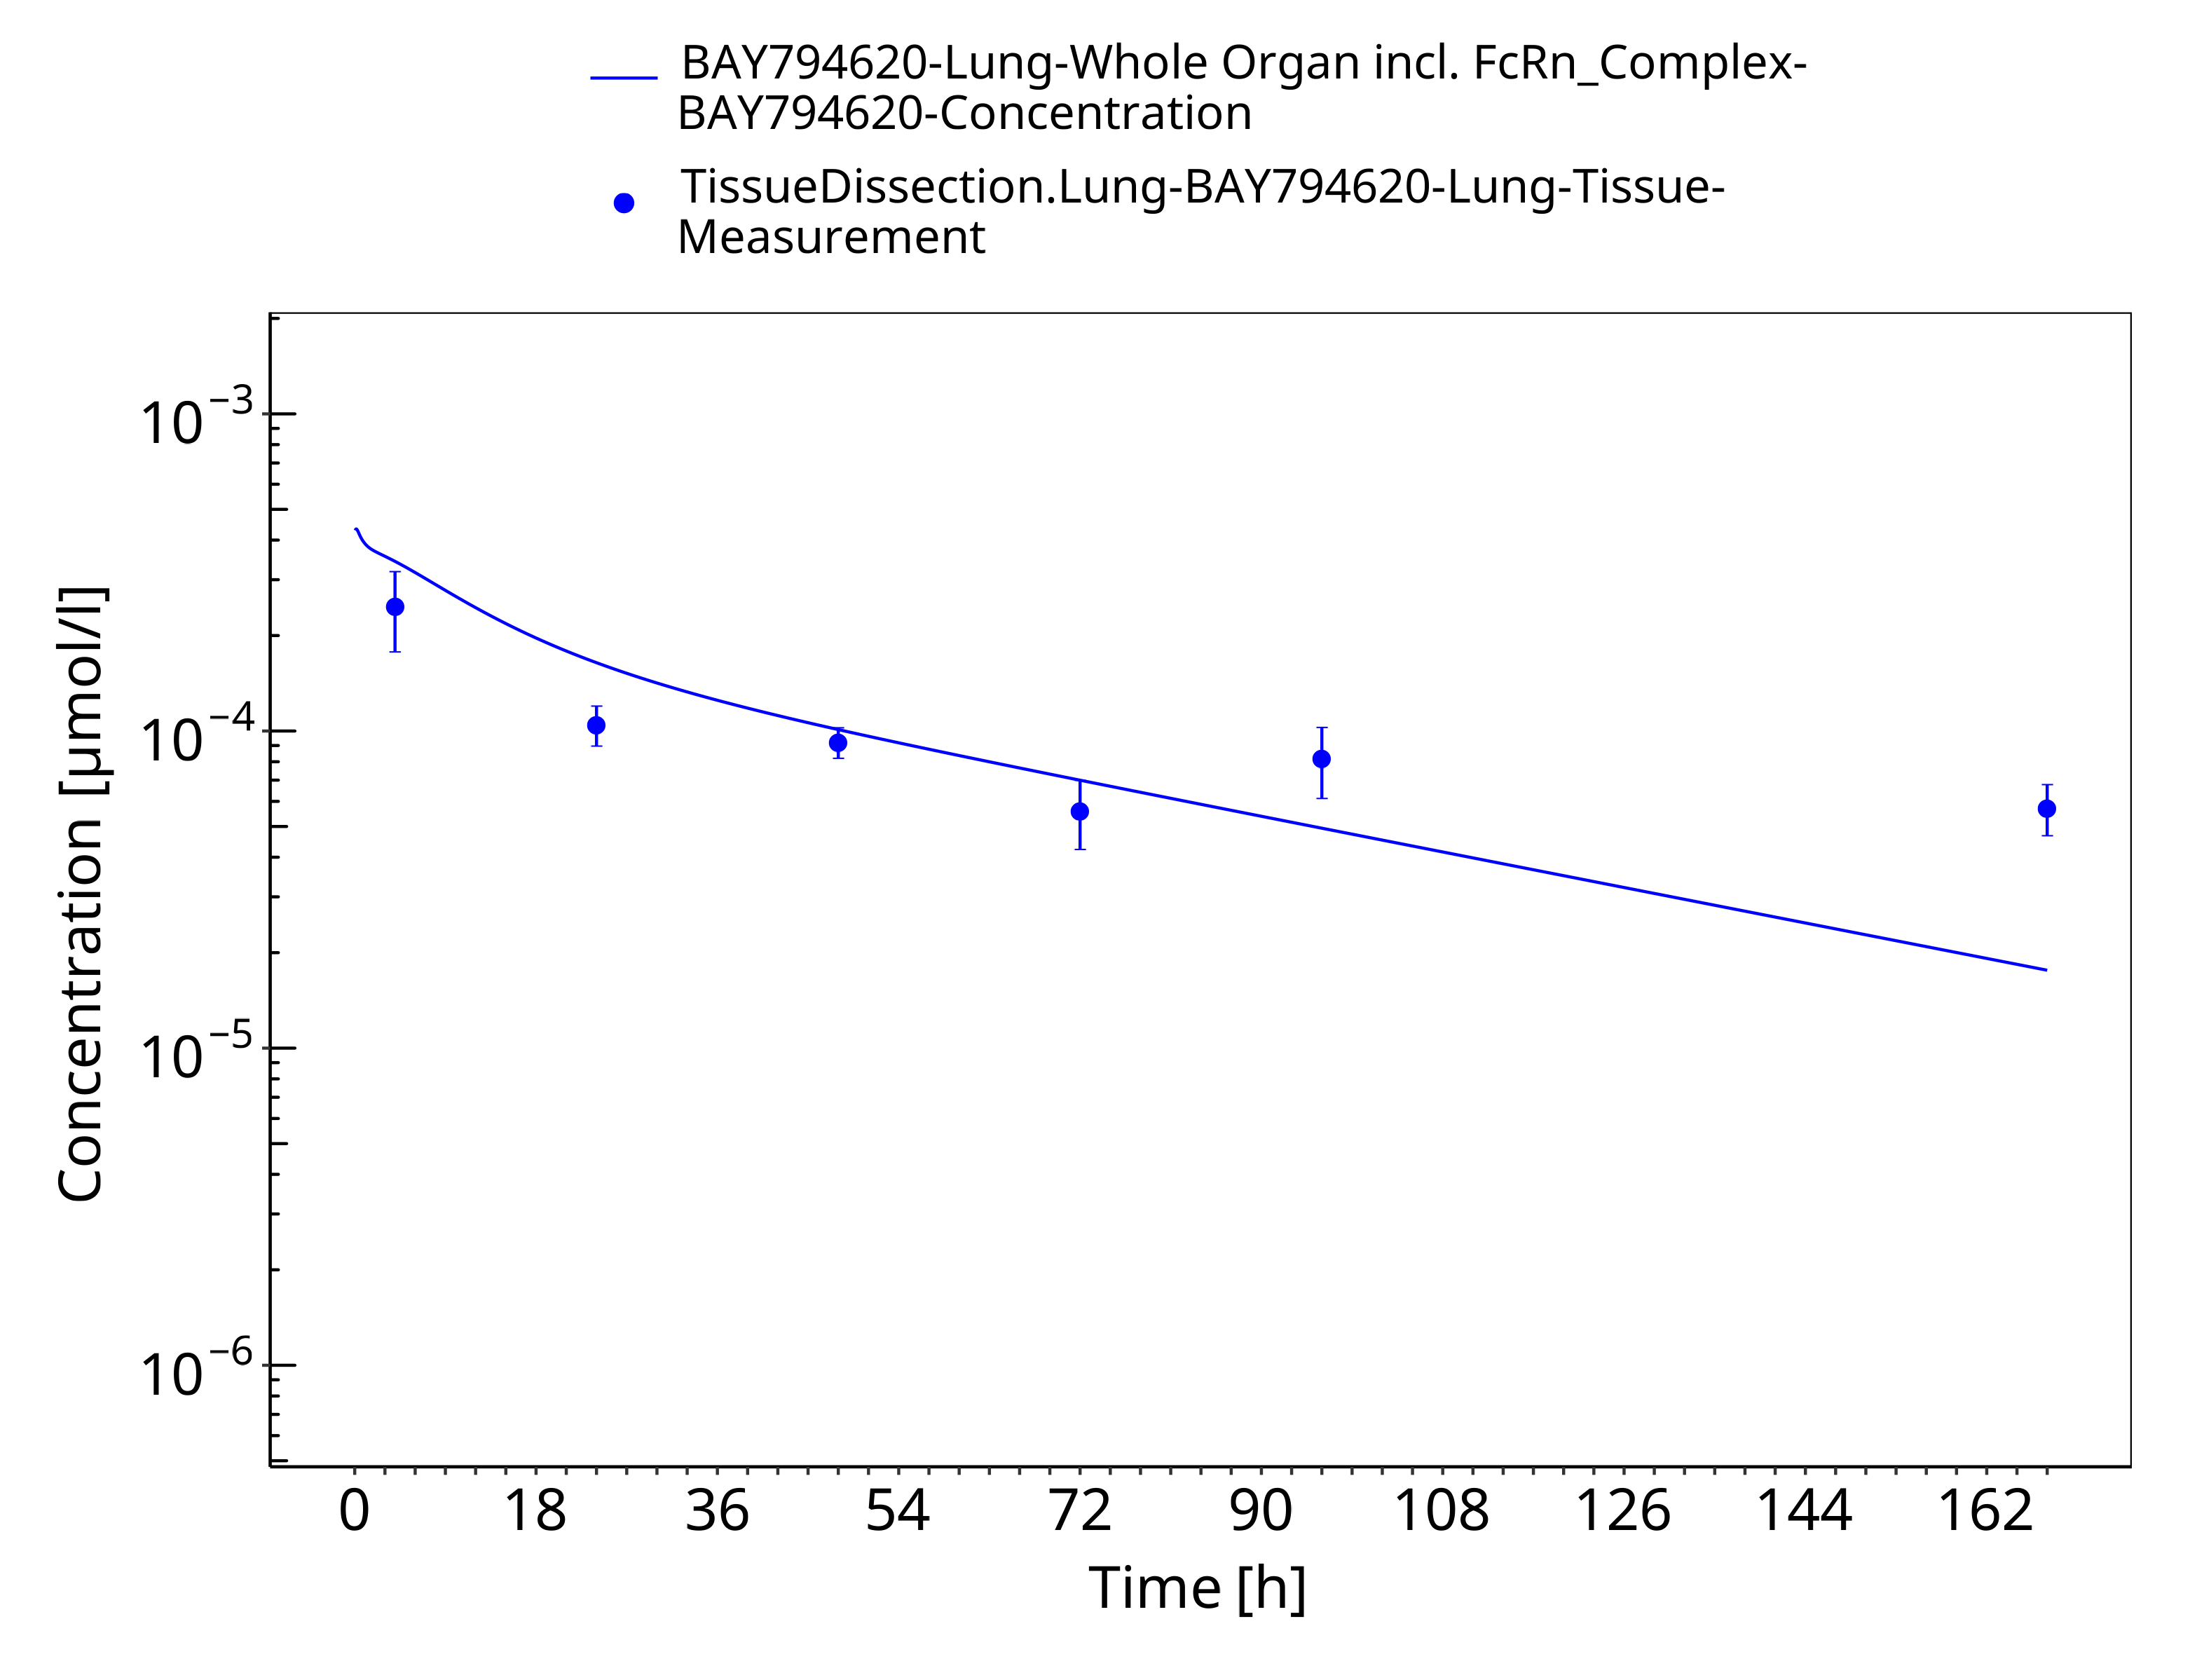 BAY794620-Lung-Whole Organ incl. FcRn_Complex-
BAY794620-Concentration
TissueDissection.Lung-BAY794620-Lung-Tissue-
Measurement
Concentration [µmol/l]
10⁻³
10⁻⁴
10⁻⁵
10⁻⁶
0 18 36 54 72 90 108 126 144 162
Time [h]